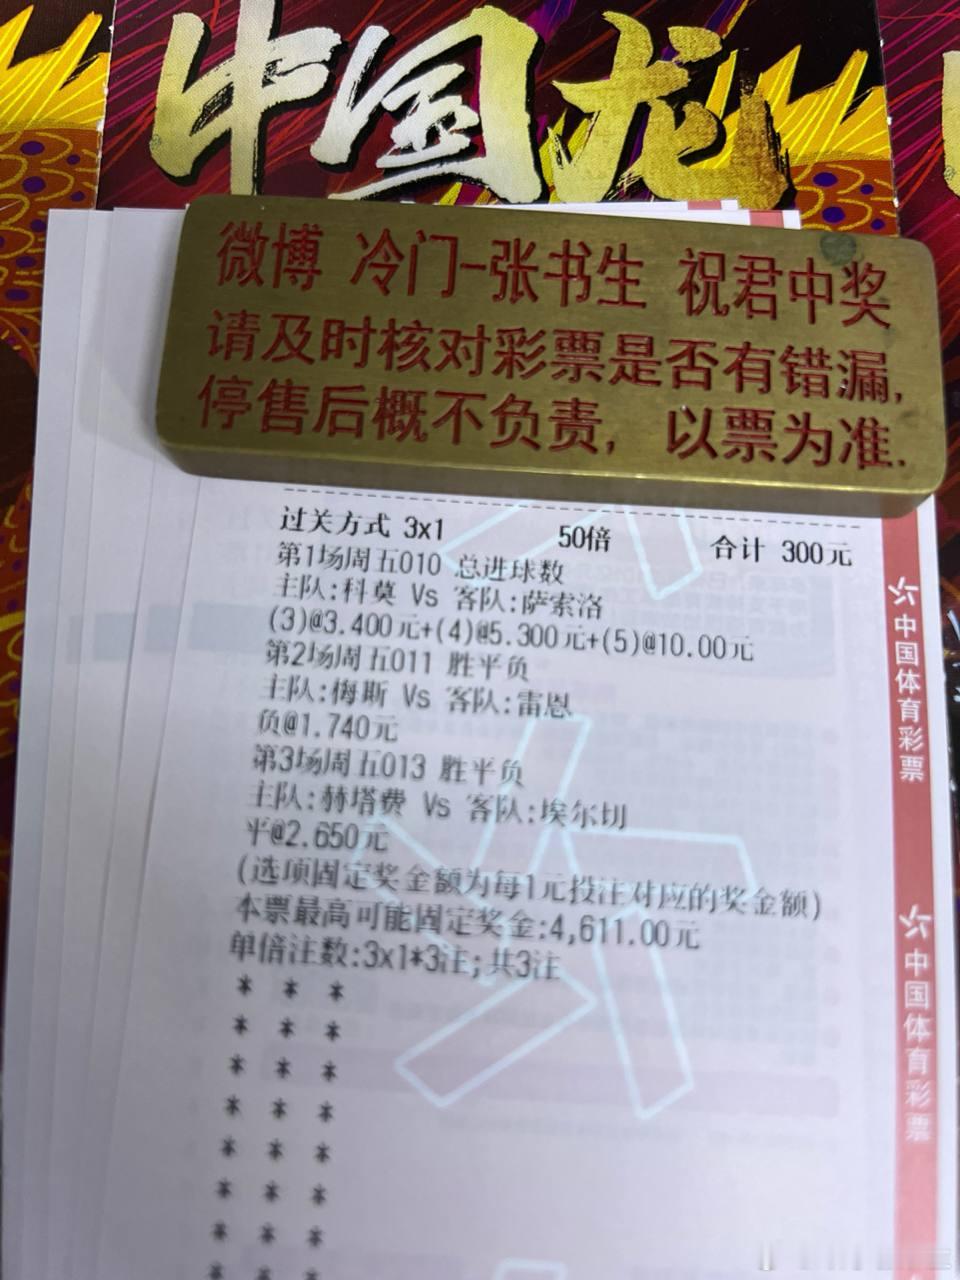 中国龙
微博 冷门-张书生 祝君中奖
请及时核对彩票是否有错漏,
停售后概不负责, 以票为准.
过关方式 3x1 50倍 合计 300元
第1场周五010 总进球数
主队:科莫 Vs 客队:萨索洛
(3)@3.400元+(4)@5.300元+(5)@10.00元
第2场周五011 胜平负
主队:梅斯 Vs 客队:雷恩
负@1.740元
第3场周五013 胜平负
主队:赫塔费 Vs 客队:埃尔切
平@2.650元
(选项固定奖金额为每1元投注对应的奖金额)
本票最高可能固定奖金:4,611.00元
单倍注数:3x1*3注;共3注
* * *
* * *
* * *
* * *
* * *
* * *
* * *
* * *
中国体育彩票
中国体育彩票